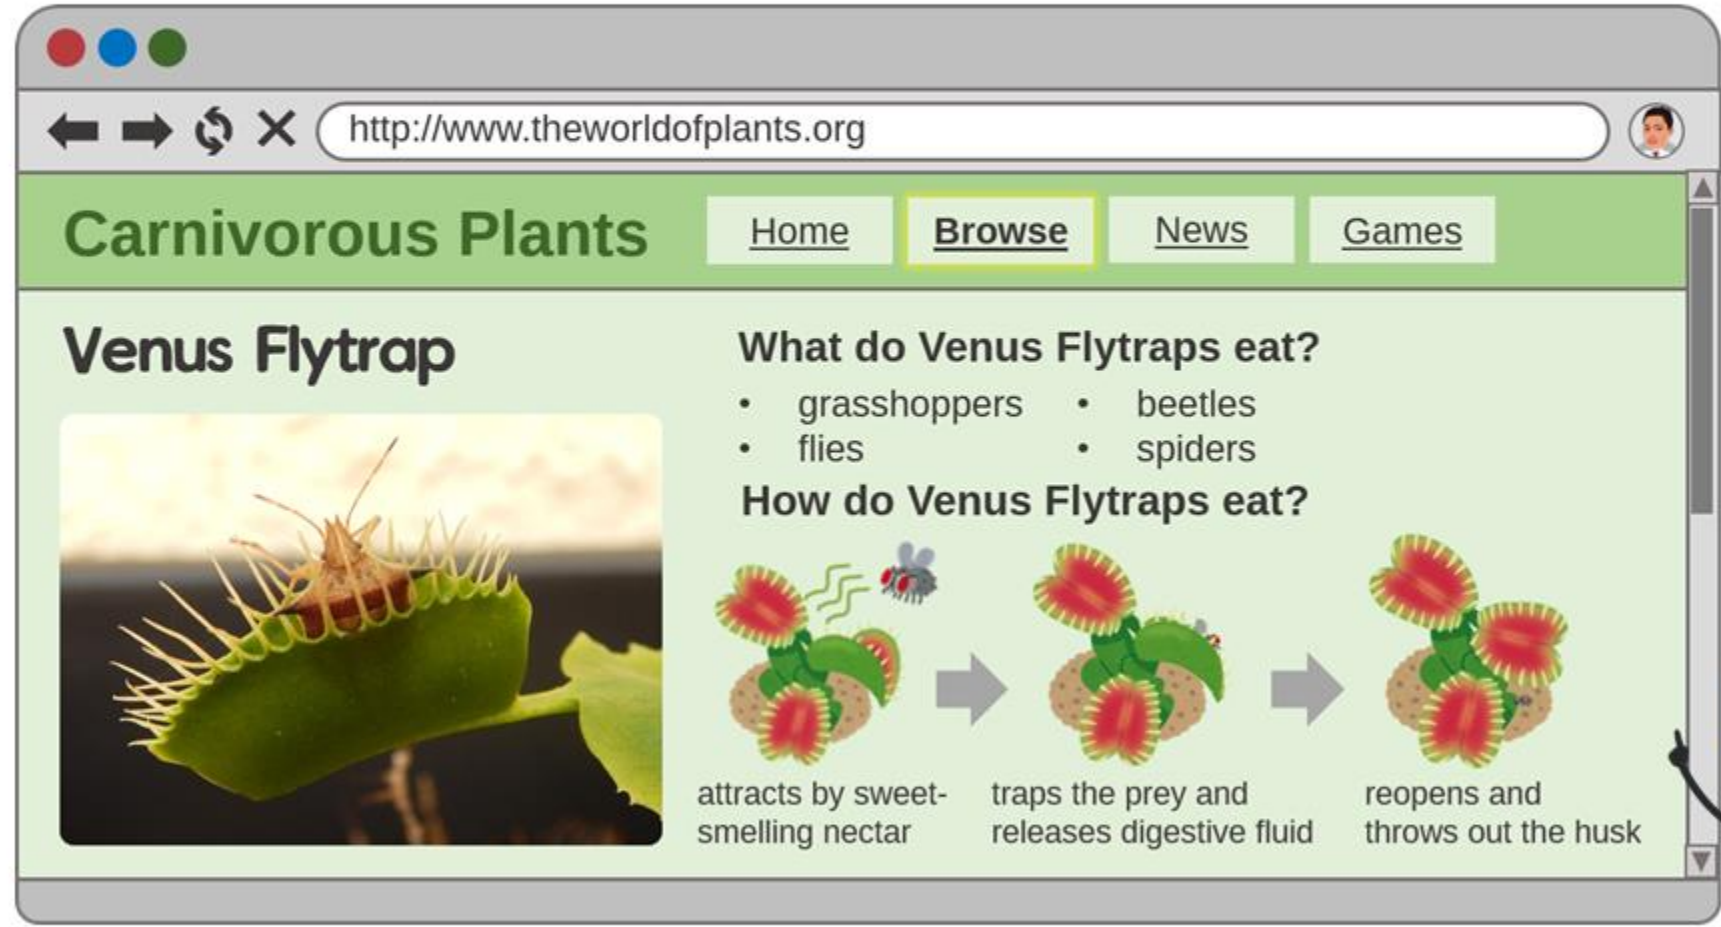 http://www.theworldofplants.org
Carnivorous Plants
Home
Browse
News
Games
Venus Flytrap
What do Venus Flytraps eat?
• grasshoppers
• flies
• beetles
• spiders
How do Venus Flytraps eat?
attracts by sweet-
smelling nectar
traps the prey and
releases digestive fluid
reopens and
throws out the husk